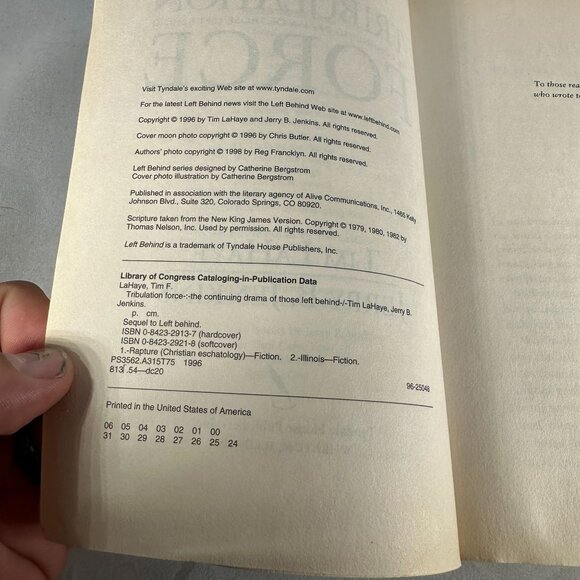 Visit Tyndale's exciting Web site at www.tyndale.com
For the latest Left Behind news visit the Left Behind Web site at www.leftbehind.com
Copyright © 1996 by Tim LaHaye and Jerry B. Jenkins. All rights reserved.
Cover moon photo copyright © 1996 by Chris Butler. All rights reserved.
Authors' photo copyright © 1998 by Reg Francklyn. All rights reserved.
Left Behind series designed by Catherine Bergstrom
Cover photo illustration by Catherine Bergstrom
Published in association with the literary agency of Alive Communications, Inc., 1465 Kelly
Johnson Blvd., Suite 320, Colorado Springs, CO 80920.
Scripture taken from the New King James Version. Copyright © 1979, 1980, 1982 by
Thomas Nelson, Inc. Used by permission. All rights reserved.
Left Behind is a trademark of Tyndale House Publishers, Inc.
Library of Congress Cataloging-in-Publication Data
LaHaye, Tim F.
Tribulation force-:-the continuing drama of those left behind-/-Tim LaHaye, Jerry B.
Jenkins.
p. cm.
Sequel to Left behind.
ISBN 0-8423-2913-7 (hardcover)
ISBN 0-8423-2921-8 (softcover)
1.-Rapture (Christian eschatology)—Fiction. 2.-Illinois—Fiction.
PS3562.A315T75 1996
813.54—dc20
96-25048
Printed in the United States of America
06 05 04 03 02 01 00
31 30 29 28 27 26 25 24
To those rea
who wrote to
TRIBULATION
FORCE